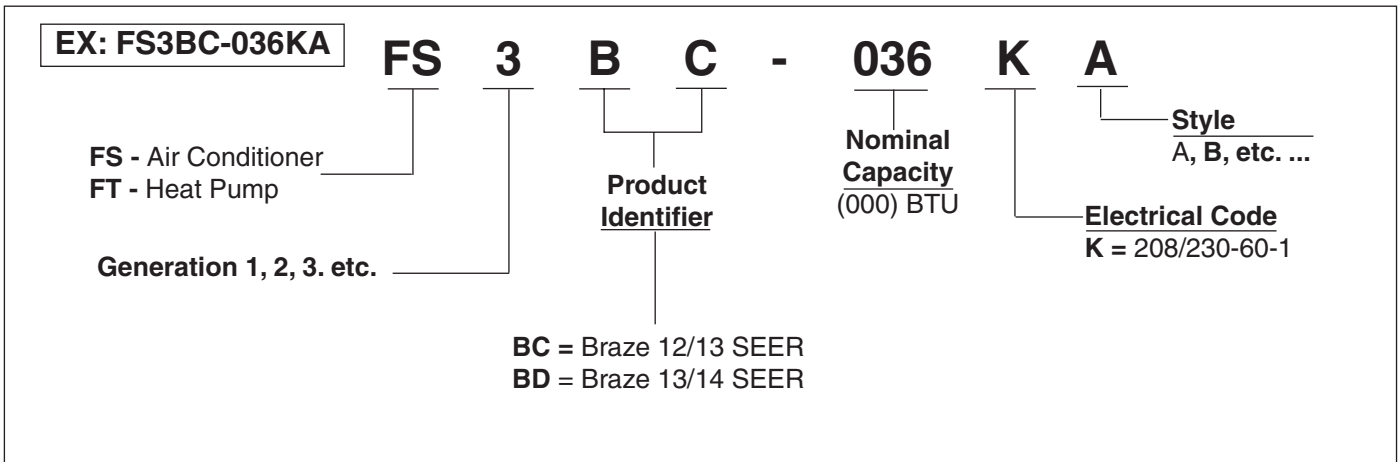 EX: FS3BC-036KA
FS 3 B C - 036 K A
FS - Air Conditioner
FT - Heat Pump
Generation 1, 2, 3. etc.
Product
Identifier
BC = Braze 12/13 SEER
BD = Braze 13/14 SEER
Nominal
Capacity
(000) BTU
Style
A, B, etc. ...
Electrical Code
K = 208/230-60-1